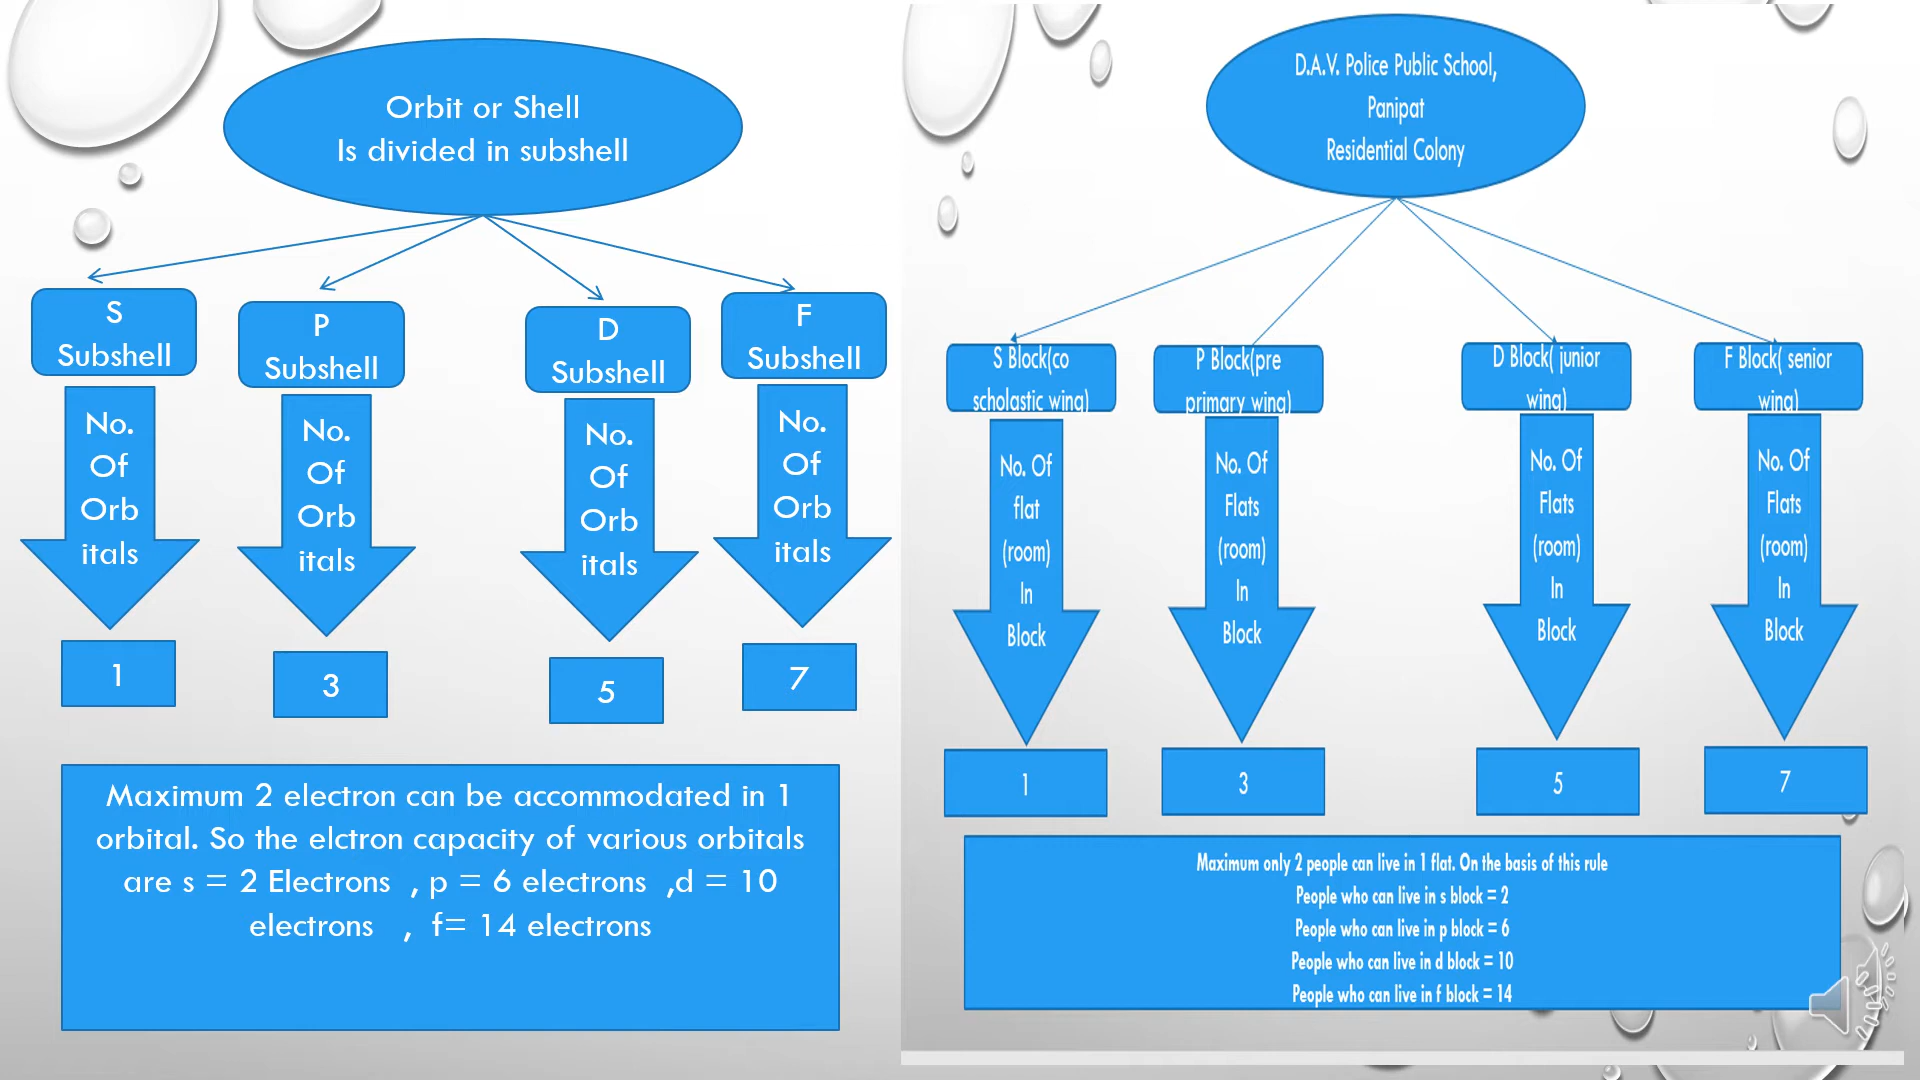 Orbit or Shell
Is divided in subshell
S
Subshell
P
Subshell
D
Subshell
F
Subshell
No.
Of
Orb
itals
No.
Of
Orb
itals
No.
Of
Orb
itals
No.
Of
Orb
itals
1
3
5
7
Maximum 2 electron can be accommodated in 1
orbital. So the elctron capacity of various orbitals
are s = 2 Electrons , p = 6 electrons ,d = 10
electrons , f= 14 electrons
D.A.V. Police Public School,
Panipat
Residential Colony
S Block(co
scholastic wing)
P Block(pre
primary wing)
D Block( junior
wing)
F Block( senior
wing)
No. Of
flat
(room)
In
Block
No. Of
Flats
(room)
In
Block
No. Of
Flats
(room)
In
Block
No. Of
Flats
(room)
In
Block
1
3
5
7
Maximum only 2 people can live in 1 flat. On the basis of this rule
People who can live in s block = 2
People who can live in p block = 6
People who can live in d block = 10
People who can live in f block = 14